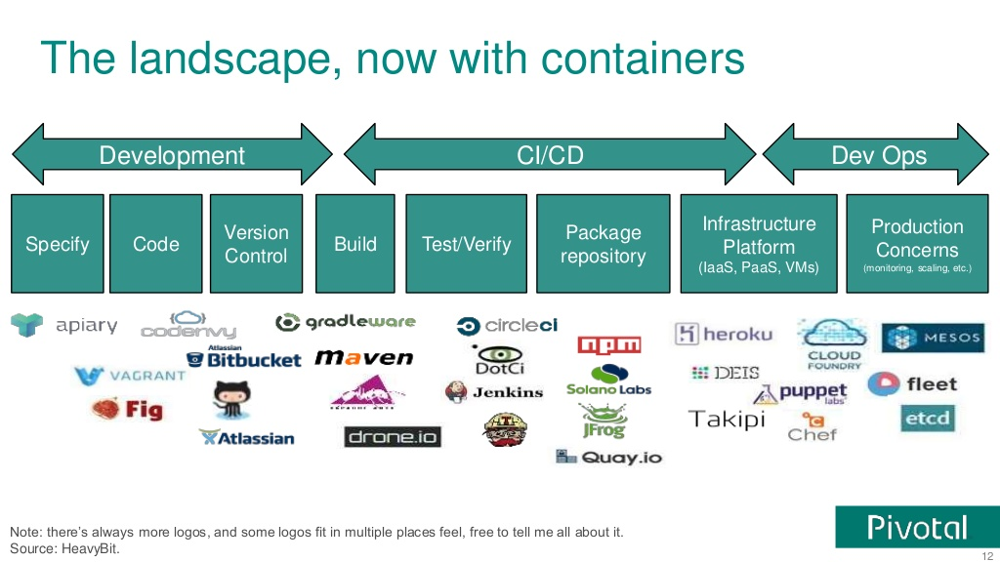 The landscape, now with containers
Development
CI/CD
Dev Ops
Specify
Code
Version
Control
Build
Test/Verify
Package
repository
Infrastructure
Platform
(IaaS, PaaS, VMs)
Production
Concerns
(monitoring, scaling, etc.)
apiary
codenvy
gradleware
circleci
npm
heroku
CLOUD
FOUNDRY
MESOS
Atlassian
Bitbucket
maven
DotCi
VAGRANT
Solano Labs
DEIS
puppet
labs
fleet
Fig
Jenkins
JFrog
Takipi
Chef
etcd
Atlassian
drone.io
Quay.io
Note: there's always more logos, and some logos fit in multiple places feel, free to tell me all about it.
Source: HeavyBit.
Pivotal
12